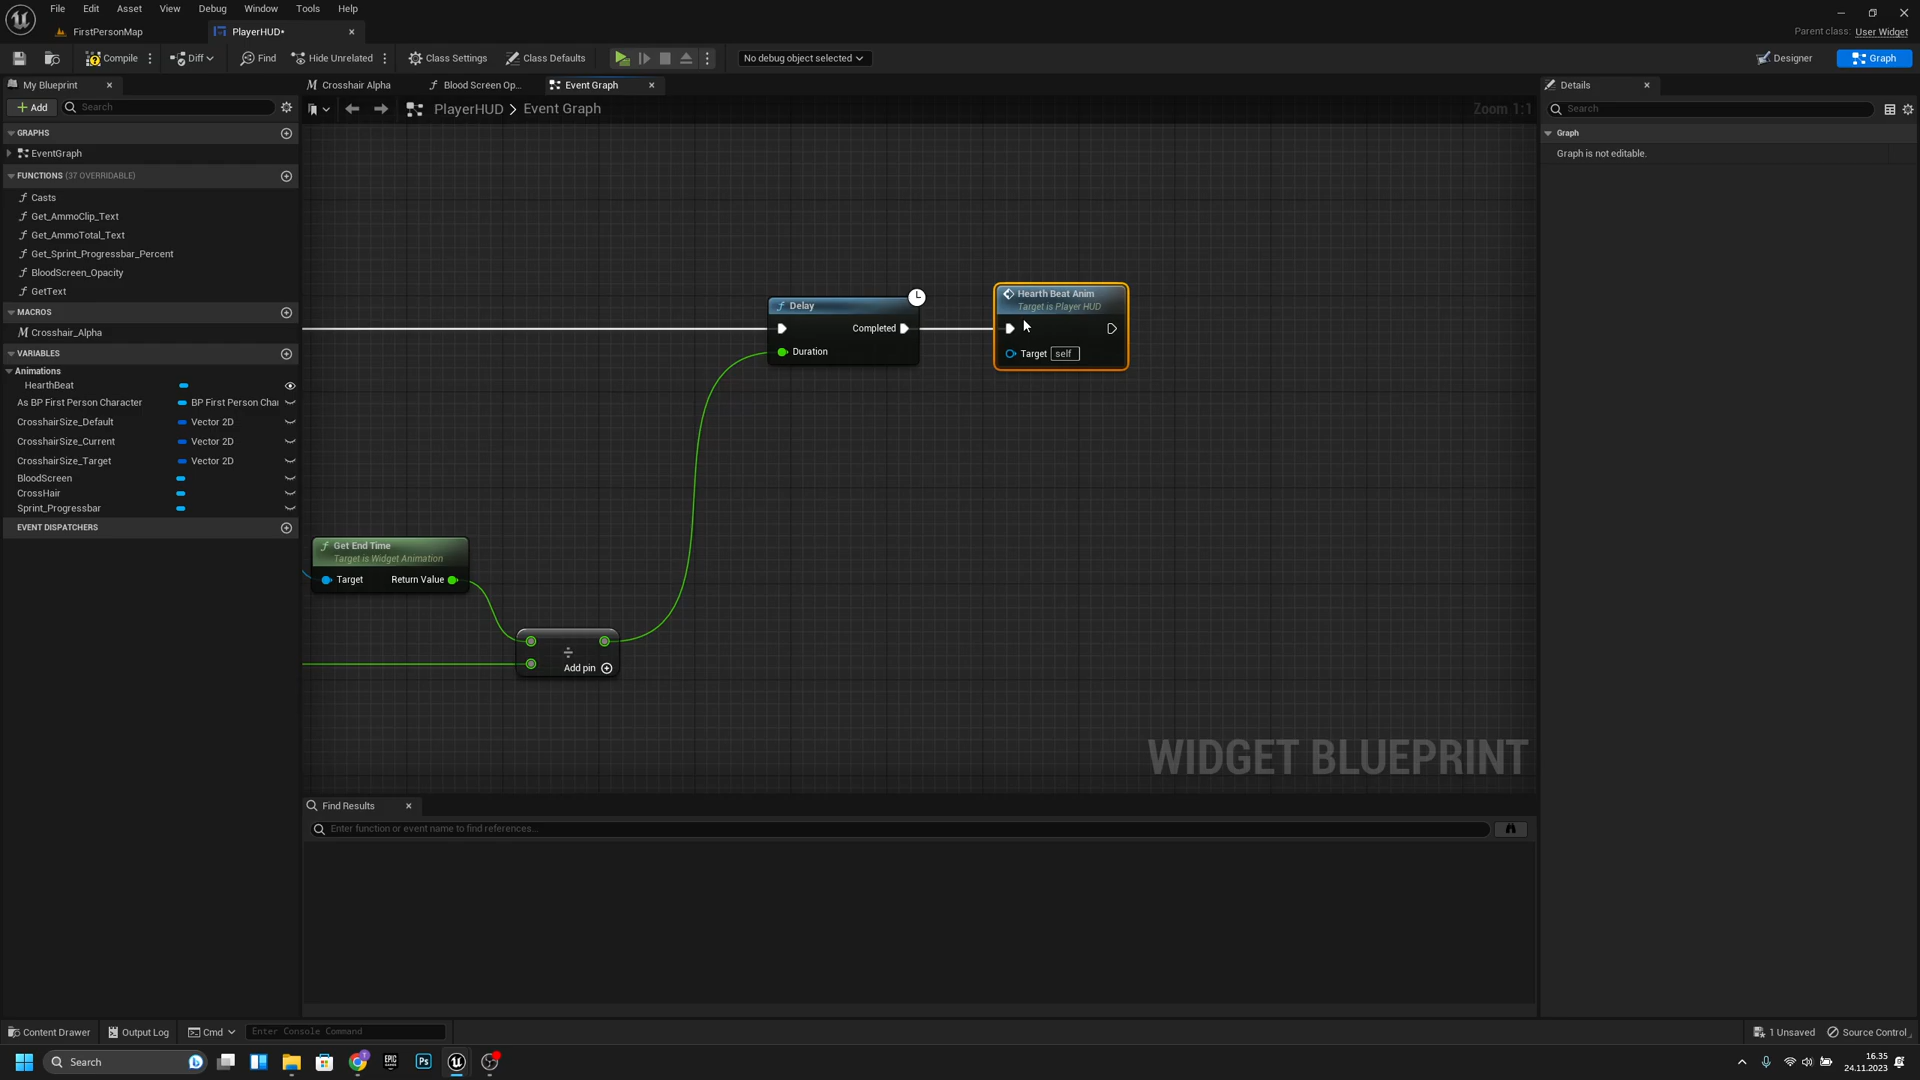 File Edit Asset View Debug Window Tools Help
FirstPersonMap
PlayerHUD*
Parent class: User Widget
Compile
Diff
Find
Hide Unrelated
Class Settings
Class Defaults
No debug object selected
Designer
Graph
My Blueprint
Crosshair Alpha
Blood Screen Op...
Event Graph
Details
Add
Search
PlayerHUD > Event Graph
Zoom 1:1
Search
GRAPHS
Graph
EventGraph
Graph is not editable.
FUNCTIONS (37 OVERRIDABLE)
Casts
Get_AmmoClip_Text
Get_AmmoTotal_Text
Get_Sprint_Progressbar_Percent
BloodScreen_Opacity
GetText
MACROS
Crosshair_Alpha
VARIABLES
Animations
HearthBeat
As BP First Person Character BP First Person Cha
CrosshairSize_Default Vector 2D
CrosshairSize_Current Vector 2D
CrosshairSize_Target Vector 2D
BloodScreen
CrossHair
Sprint_Progressbar
EVENT DISPATCHERS
Delay
Completed
Duration
Hearth Beat Anim
Target is Player HUD
Target self
Get End Time
Target is Widget Animation
Target Return Value
÷
Add pin
WIDGET BLUEPRINT
Find Results
Enter function or event name to find references...
Content Drawer
Output Log
Cmd
Enter Console Command
1 Unsaved
Source Control
Search
EPIC
Ps
16.35
24.11.2023